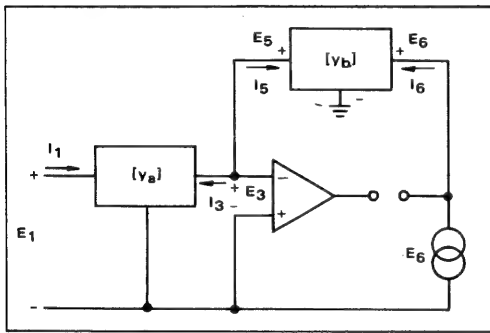 E5 + [yb] + E6
I5 - - I6
I1
+ [ya] + - E3 -
I3 +
E1 E6
-